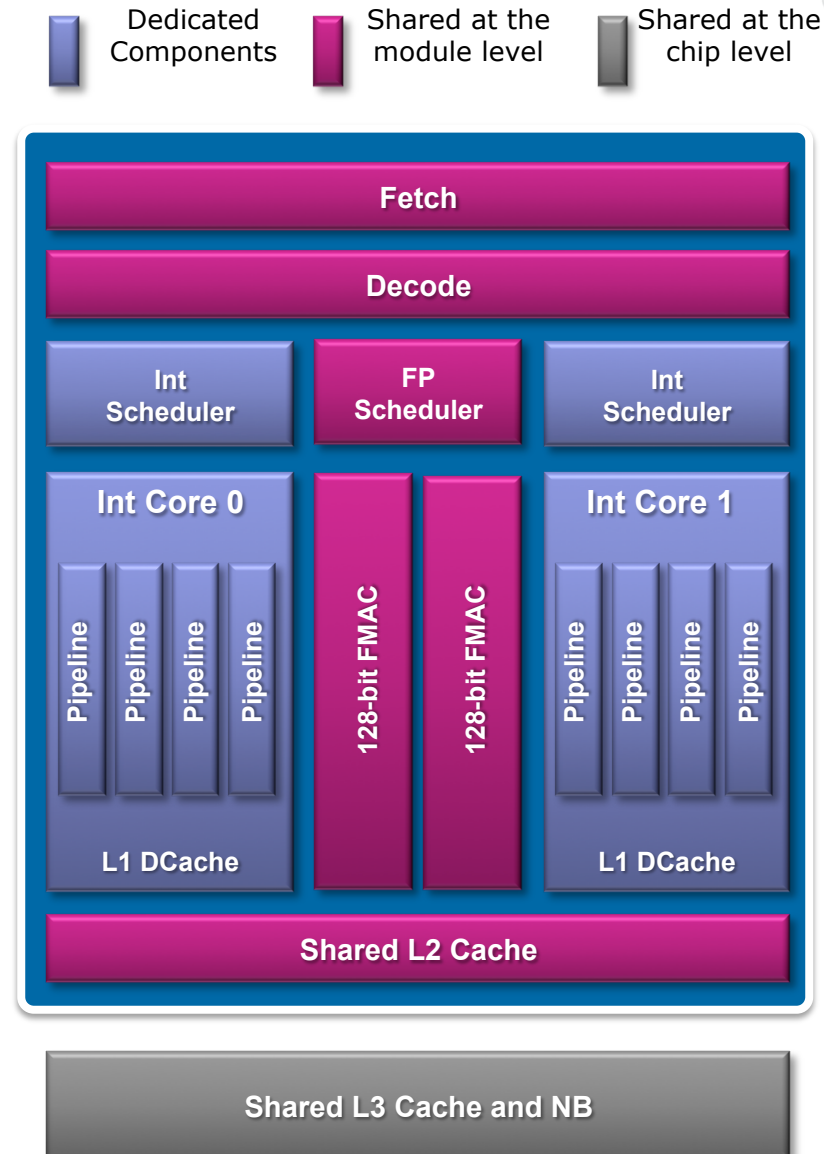 Dedicated
Components
Shared at the
module level
Shared at the
chip level
Fetch
Decode
Int
Scheduler
FP
Scheduler
Int
Scheduler
Int Core 0
Pipeline
Pipeline
Pipeline
Pipeline
L1 DCache
128-bit FMAC
128-bit FMAC
Int Core 1
Pipeline
Pipeline
Pipeline
Pipeline
L1 DCache
Shared L2 Cache
Shared L3 Cache and NB